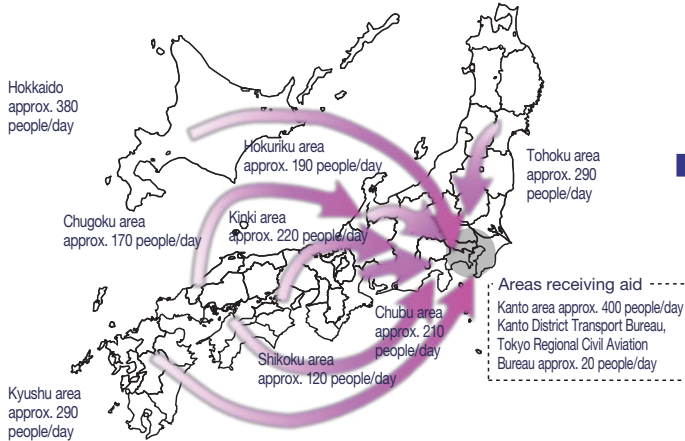 Hokkaido
approx. 380
people/day
Hokuriku area
approx. 190 people/day
Tohoku area
approx. 290
people/day
Chugoku area
approx. 170 people/day
Kinki area
approx. 220 people/day
Chubu area
approx. 210
people/day
Shikoku area
approx. 120 people/day
Kyushu area
approx. 290
people/day
Areas receiving aid
Kanto area approx. 400 people/day
Kanto District Transport Bureau,
Tokyo Regional Civil Aviation
Bureau approx. 20 people/day